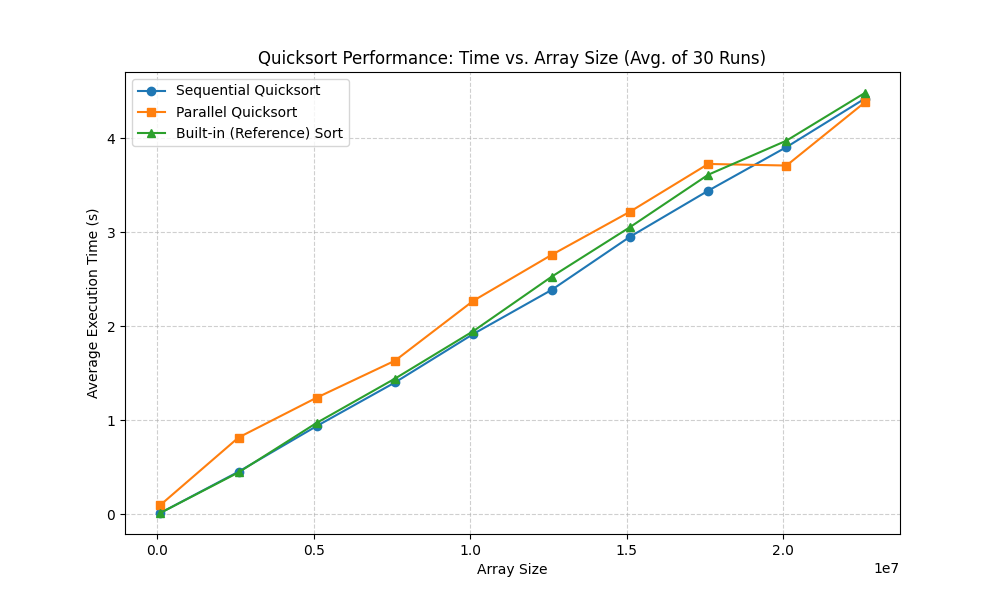 Quicksort Performance: Time vs. Array Size (Avg. of 30 Runs)
Sequential Quicksort
Parallel Quicksort
Built-in (Reference) Sort
Average Execution Time (s)
4
3
2
1
0
0.0 0.5 1.0 1.5 2.0
1e7
Array Size